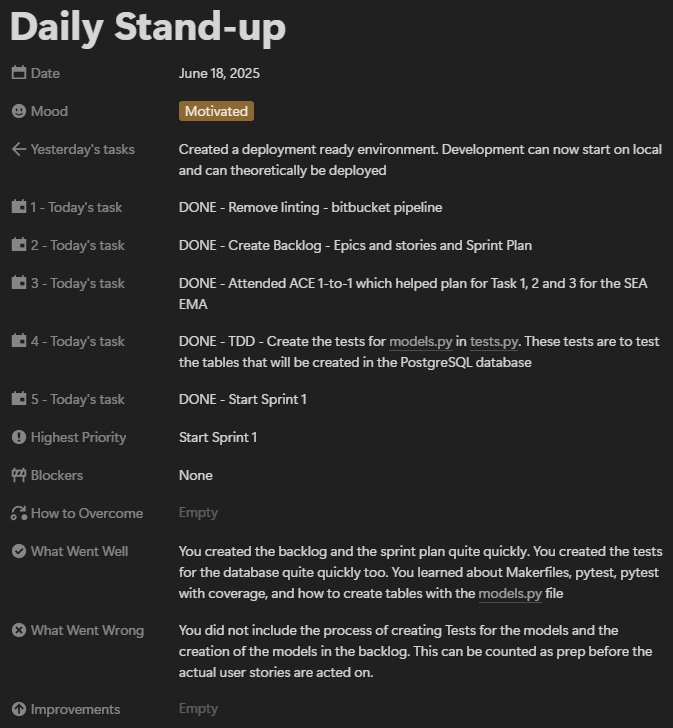 Daily Stand-up
Date June 18, 2025
Mood Motivated
Yesterday's tasks Created a deployment ready environment. Development can now start on local
and can theoretically be deployed
1 - Today's task DONE - Remove linting - bitbucket pipeline
2 - Today's task DONE - Create Backlog - Epics and stories and Sprint Plan
3 - Today's task DONE - Attended ACE 1-to-1 which helped plan for Task 1, 2 and 3 for the SEA
EMA
4 - Today's task DONE - TDD - Create the tests for models.py in tests.py. These tests are to test
the tables that will be created in the PostgreSQL database
5 - Today's task DONE - Start Sprint 1
Highest Priority Start Sprint 1
Blockers None
How to Overcome Empty
What Went Well You created the backlog and the sprint plan quite quickly. You created the tests
for the database quite quickly too. You learned about Makefiles, pytest, pytest
with coverage, and how to create tables with the models.py file
What Went Wrong You did not include the process of creating Tests for the models and the
creation of the models in the backlog. This can be counted as prep before the
actual user stories are acted on.
Improvements Empty